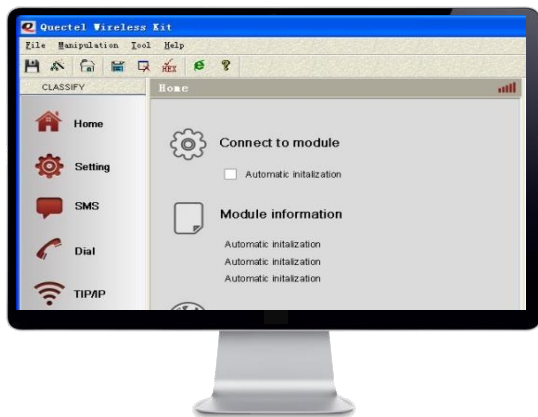 Quectel Wireless Kit
File Manipulation Tool Help
HEX
CLASSIFY
Home
Home
Setting
SMS
Dial
TIP/IP
Connect to module
Automatic initalization
Module information
Automatic initalization
Automatic initalization
Automatic initalization